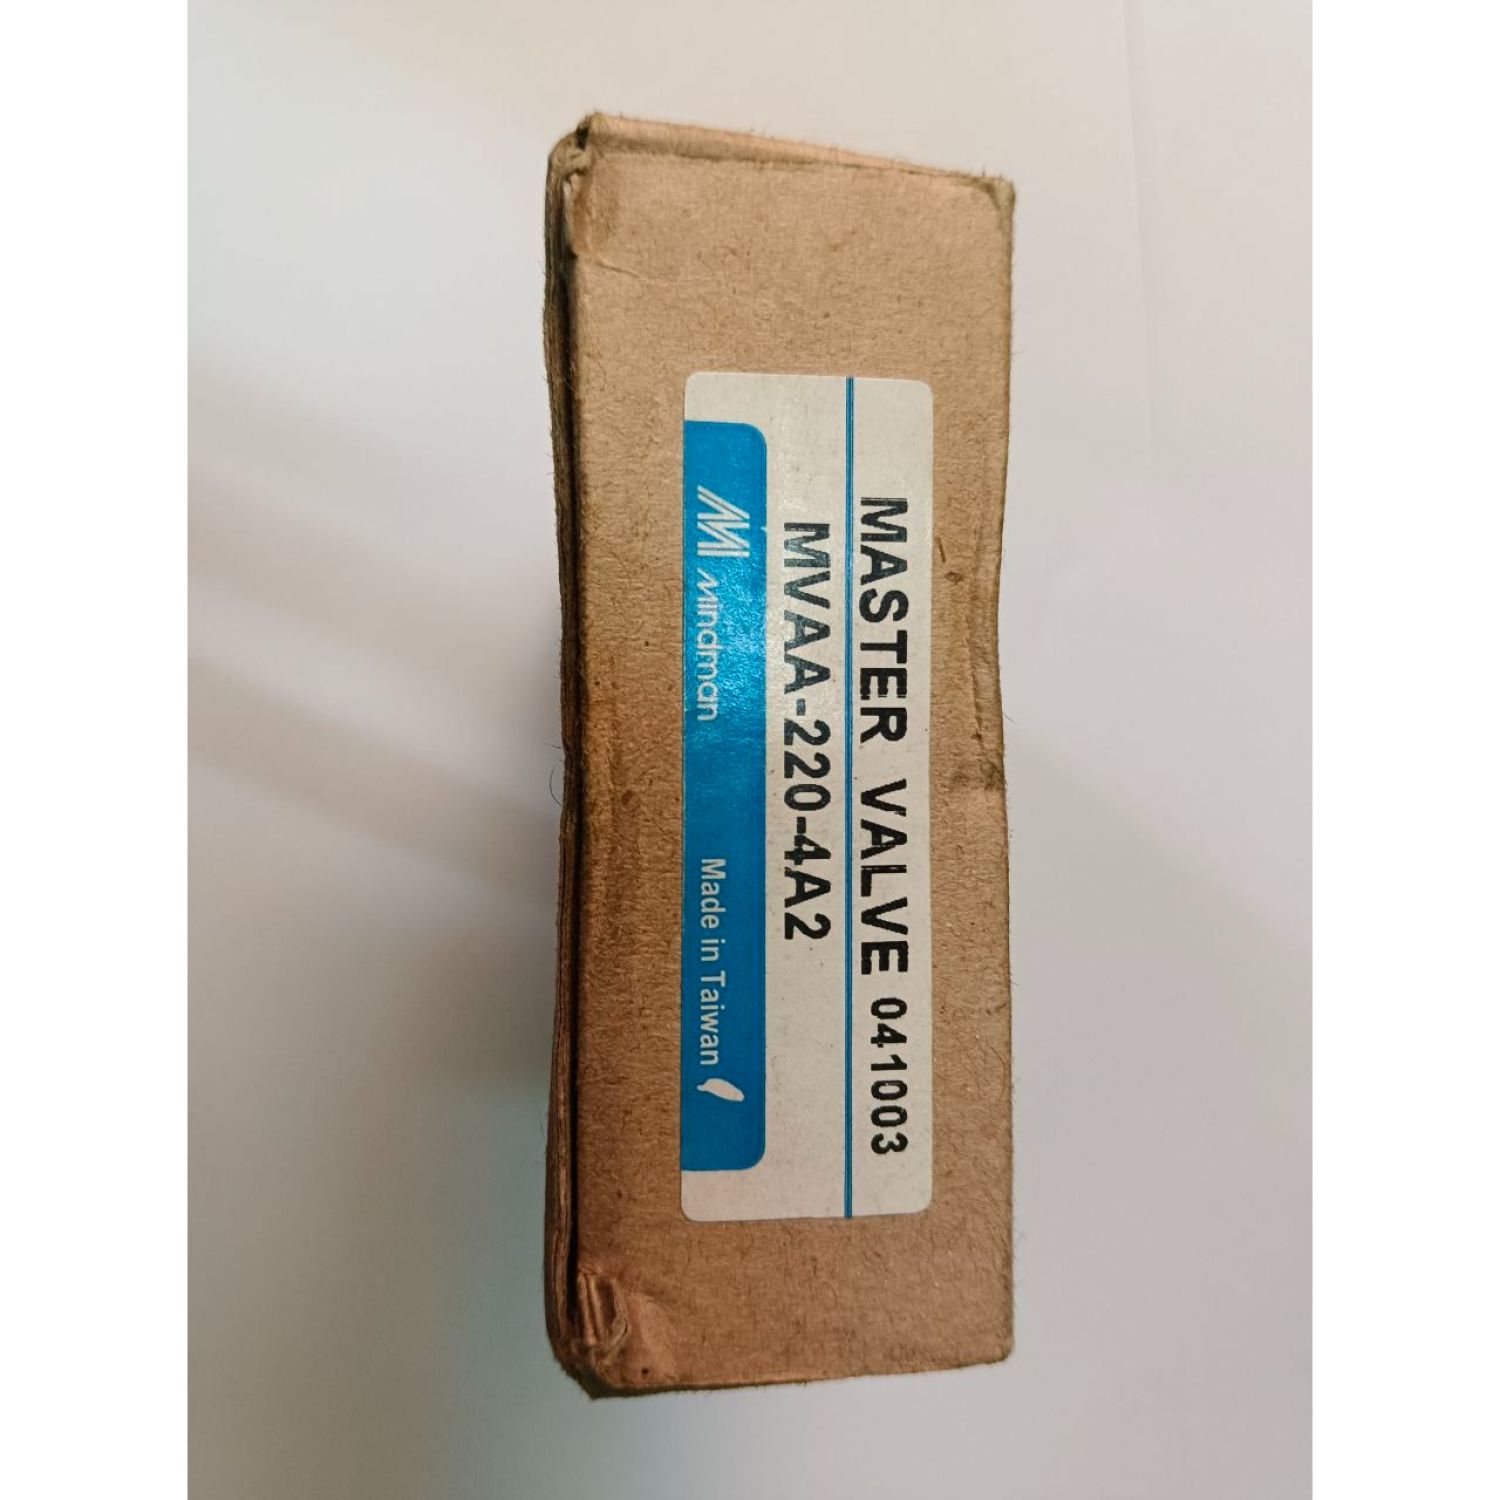 MASTER VALVE 041003
MVAA-220-4A2
Mindman Made in Taiwan